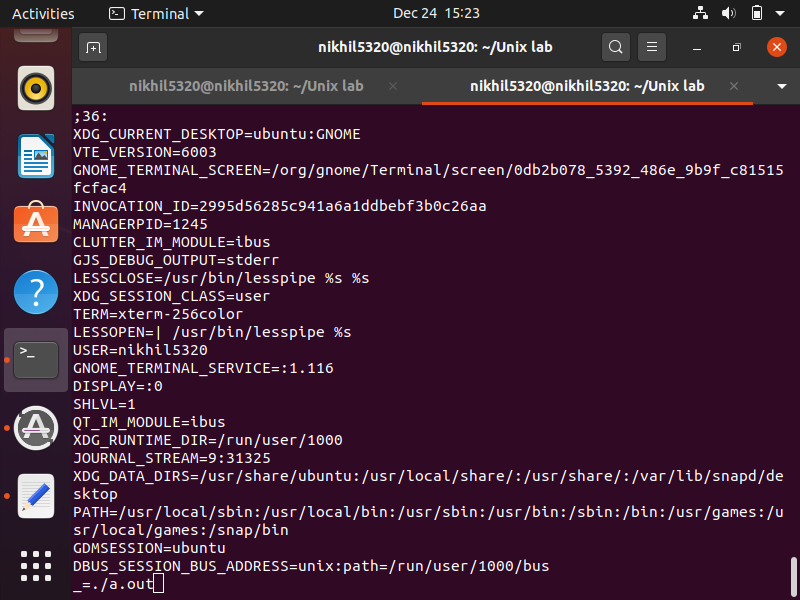 Activities
Terminal
Dec 24 15:23
nikhil5320@nikhil5320: ~/Unix lab
nikhil5320@nikhil5320: ~/Unix lab
nikhil5320@nikhil5320: ~/Unix lab
;36:
XDG_CURRENT_DESKTOP=ubuntu:GNOME
VTE_VERSION=6003
GNOME_TERMINAL_SCREEN=/org/gnome/Terminal/screen/0db2b078_5392_486e_9b9f_c81515
fcfac4
INVOCATION_ID=2995d56285c941a6a1ddbebf3b0c26aa
MANAGERPID=1245
CLUTTER_IM_MODULE=ibus
GJS_DEBUG_OUTPUT=stderr
LESSCLOSE=/usr/bin/lesspipe %s %s
XDG_SESSION_CLASS=user
TERM=xterm-256color
LESSOPEN=| /usr/bin/lesspipe %s
USER=nikhil5320
GNOME_TERMINAL_SERVICE=:1.116
DISPLAY=:0
SHLVL=1
QT_IM_MODULE=ibus
XDG_RUNTIME_DIR=/run/user/1000
JOURNAL_STREAM=9:31325
XDG_DATA_DIRS=/usr/share/ubuntu:/usr/local/share/:/usr/share/:/var/lib/snapd/de
sktop
PATH=/usr/local/sbin:/usr/local/bin:/usr/sbin:/usr/bin:/sbin:/bin:/usr/games:/u
sr/local/games:/snap/bin
GDMSESSION=ubuntu
DBUS_SESSION_BUS_ADDRESS=unix:path=/run/user/1000/bus
_=./a.out